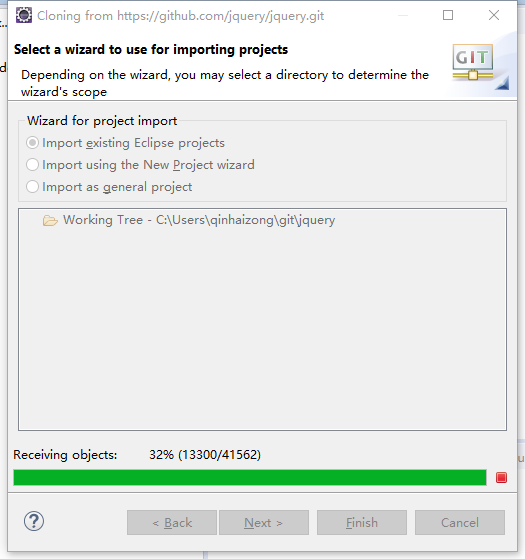 Cloning from https://github.com/jquery/jquery.git
Select a wizard to use for importing projects
Depending on the wizard, you may select a directory to determine the
wizard's scope
GIT
Wizard for project import
Import existing Eclipse projects
Import using the New Project wizard
Import as general project
Working Tree - C:\Users\qinhaizong\git\jquery
Receiving objects: 32% (13300/41562)
?
< Back Next > Finish Cancel